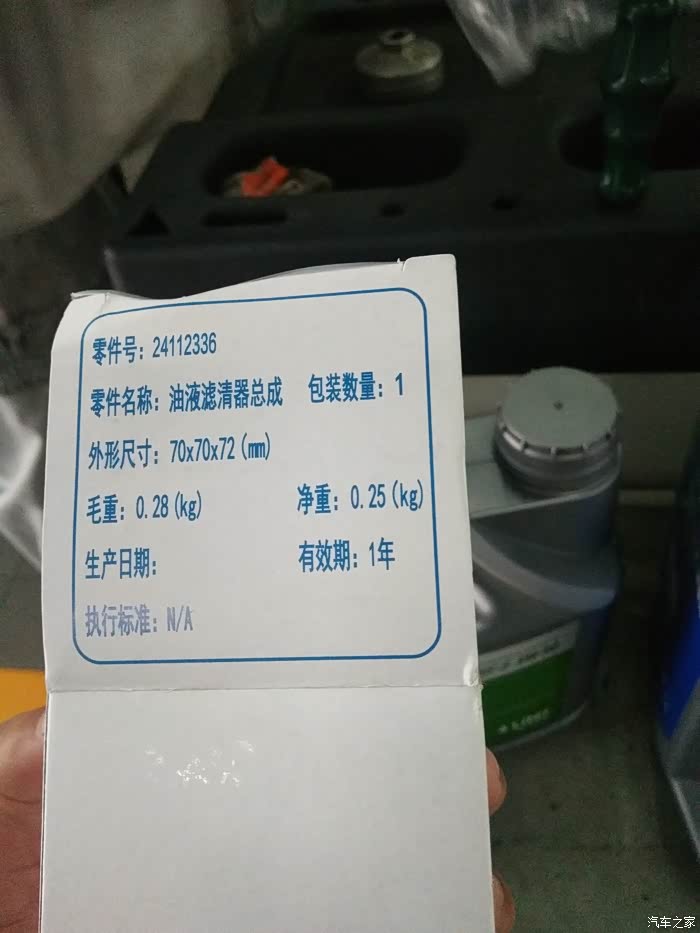 零件号：24112336
零件名称：油液滤清器总成 包装数量：1
外形尺寸：70x70x72(mm)
毛重：0.28(kg) 净重：0.25(kg)
生产日期： 有效期：1年
执行标准：N/A
汽车之家